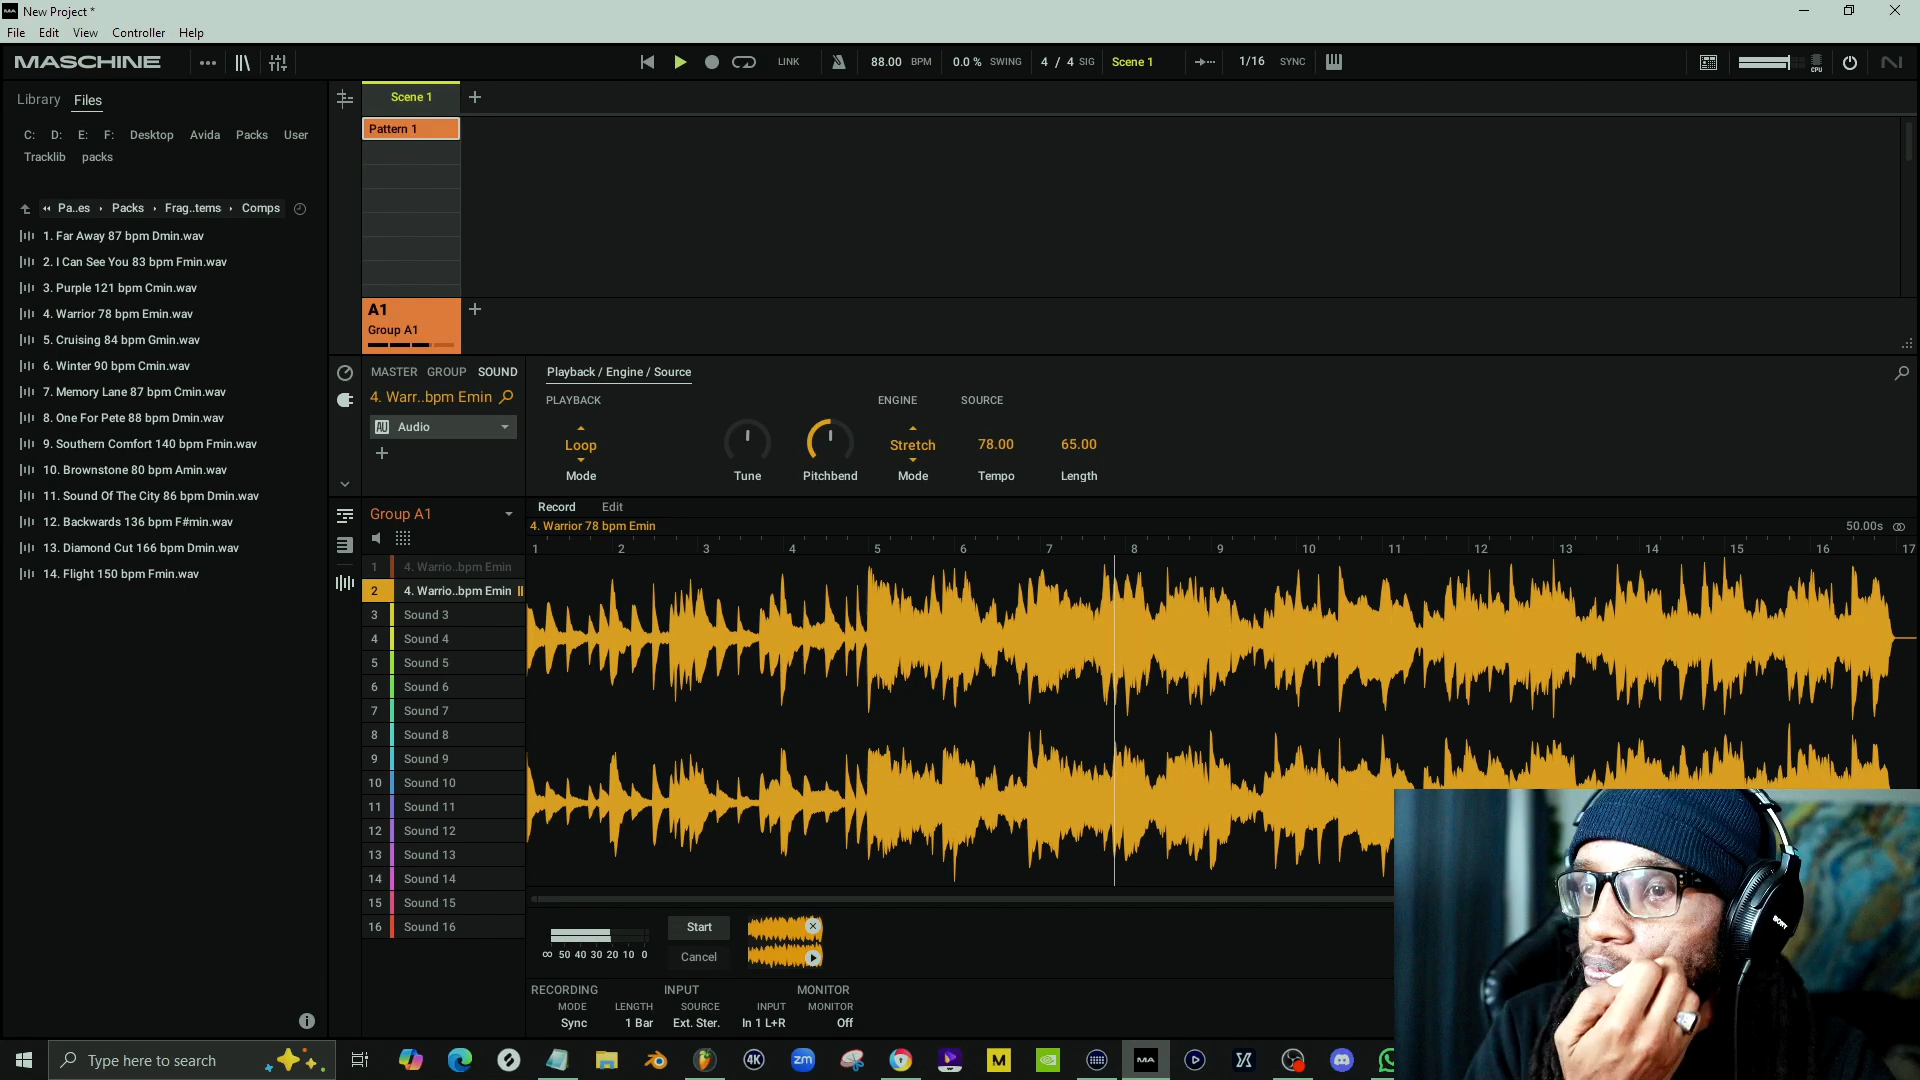 New Project *
File Edit View Controller Help
MASCHINE LINK 88.00 BPM 0.0 % SWING 4 / 4 SIG Scene 1 1/16 SYNC CPU
Library Files
C: D: E: F: Desktop Avida Packs User
Tracklib packs
Pa..es Packs Frag..tems Comps
1. Far Away 87 bpm Dmin.wav
2. I Can See You 83 bpm Fmin.wav
3. Purple 121 bpm Cmin.wav
4. Warrior 78 bpm Emin.wav
5. Cruising 84 bpm Gmin.wav
6. Winter 90 bpm Cmin.wav
7. Memory Lane 87 bpm Cmin.wav
8. One For Pete 88 bpm Dmin.wav
9. Southern Comfort 140 bpm Fmin.wav
10. Brownstone 80 bpm Amin.wav
11. Sound Of The City 86 bpm Dmin.wav
12. Backwards 136 bpm F#min.wav
13. Diamond Cut 166 bpm Dmin.wav
14. Flight 150 bpm Fmin.wav
Scene 1
Pattern 1
A1
Group A1
MASTER GROUP SOUND
4. Warr..bpm Emin
Audio
Playback / Engine / Source
PLAYBACK ENGINE SOURCE
Loop Stretch 78.00 65.00
Mode Tune Pitchbend Mode Tempo Length
Group A1
Record Edit
4. Warrior 78 bpm Emin 50.00s
1 2 3 4 5 6 7 8 9 10 11 12 13 14 15 16 17
1 4. Warrio..bpm Emin
2 4. Warrio..bpm Emin
3 Sound 3
4 Sound 4
5 Sound 5
6 Sound 6
7 Sound 7
8 Sound 8
9 Sound 9
10 Sound 10
11 Sound 11
12 Sound 12
13 Sound 13
14 Sound 14
15 Sound 15
16 Sound 16
Start
Cancel
∞ 50 40 30 20 10 0
RECORDING INPUT MONITOR
MODE LENGTH SOURCE INPUT MONITOR
Sync 1 Bar Ext. Ster. In 1 L+R Off
SONY
Type here to search
4K zm M MA